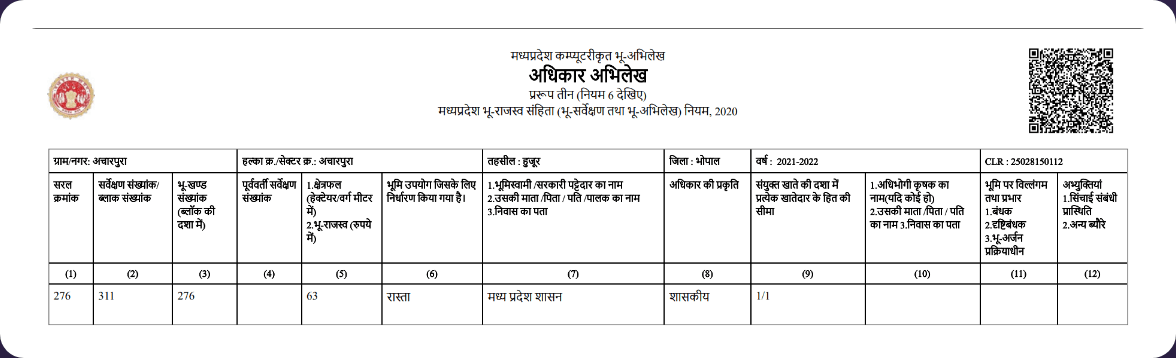 मध्यप्रदेश कम्प्यूटरीकृत भू-अभिलेख
अधिकार अभिलेख
प्ररूप तीन (नियम 6 देखिए)
मध्यप्रदेश भू-राजस्व संहिता (भू-सर्वेक्षण तथा भू-अभिलेख) नियम, 2020
ग्राम/नगर: अचारपुरा हल्का क्र./सेक्टर क्र.: अचारपुरा तहसील : हुजूर जिला : भोपाल वर्ष : 2021-2022 CLR : 25028150112
सरल
क्रमांक
सर्वेक्षण संख्यांक/
ब्लाक संख्यांक
भू-खण्ड
संख्यांक
(ब्लॉक की
दशा में)
पूर्ववर्ती सर्वेक्षण
संख्यांक
1.क्षेत्रफल
(हेक्टेयर/वर्ग मीटर
में)
2.भू-राजस्व (रुपये
में)
भूमि उपयोग जिसके लिए
निर्धारण किया गया है।
1.भूमिस्वामी /सरकारी पट्टेदार का नाम
2.उसकी माता /पिता / पति /पालक का नाम
3.निवास का पता
अधिकार की प्रकृति
संयुक्त खाते की दशा में
प्रत्येक खातेदार के हित की
सीमा
1.अधिभोगी कृषक का
नाम(यदि कोई हो)
2.उसकी माता /पिता / पति
का नाम 3.निवास का पता
भूमि पर विल्लंगम
तथा प्रभार
1.बंधक
2.दृष्टिबंधक
3.भू-अर्जन
प्रक्रियाधीन
अभ्युक्तियां
1.सिंचाई संबंधी
प्रास्थिति
2.अन्य ब्यौरे
(1) (2) (3) (4) (5) (6) (7) (8) (9) (10) (11) (12)
276 311 276 63 रास्ता मध्य प्रदेश शासन शासकीय 1/1